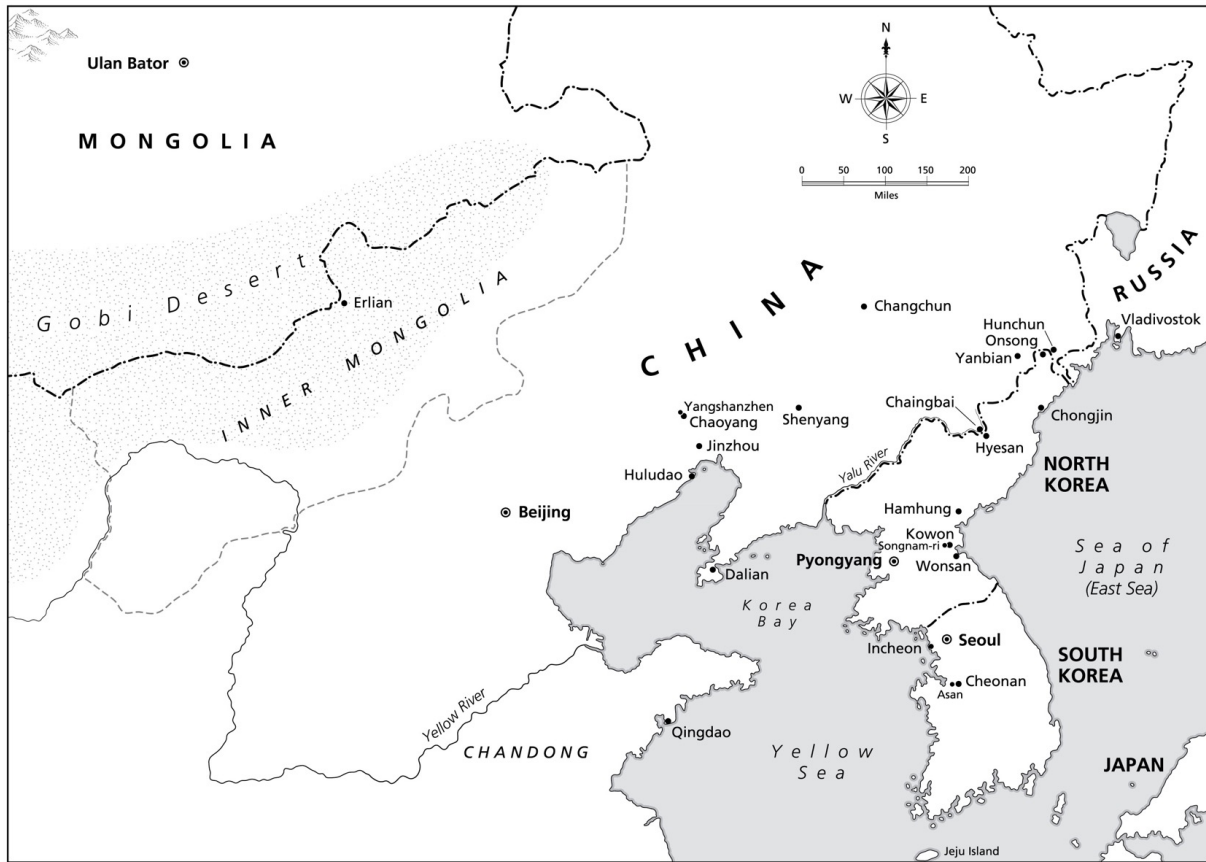 Ulan Bator
MONGOLIA
N
W
E
S
0 50 100 150 200
Miles
Gobi Desert
Erlian
INNER MONGOLIA
CHINA
RUSSIA
Changchun
Hunchun
Onsong
Yanbian
Vladivostok
Yangshanzhen
Chaoyang
Shenyang
Chaingbai
Chongjin
Jinzhou
Hyesan
Yalu River
Huludao
NORTH
KOREA
Beijing
Hamhung
Kowon
Songnam-ri
Pyongyang
Wonsan
Dalian
Sea of
Japan
(East Sea)
Korea
Bay
Incheon
Seoul
SOUTH
KOREA
Asan
Cheonan
Yellow River
Qingdao
CHANDONG
Yellow
Sea
JAPAN
Jeju Island